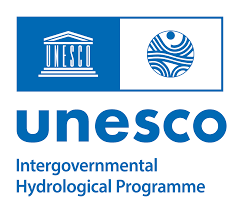 UNESCO
unesco
Intergovernmental
Hydrological Programme